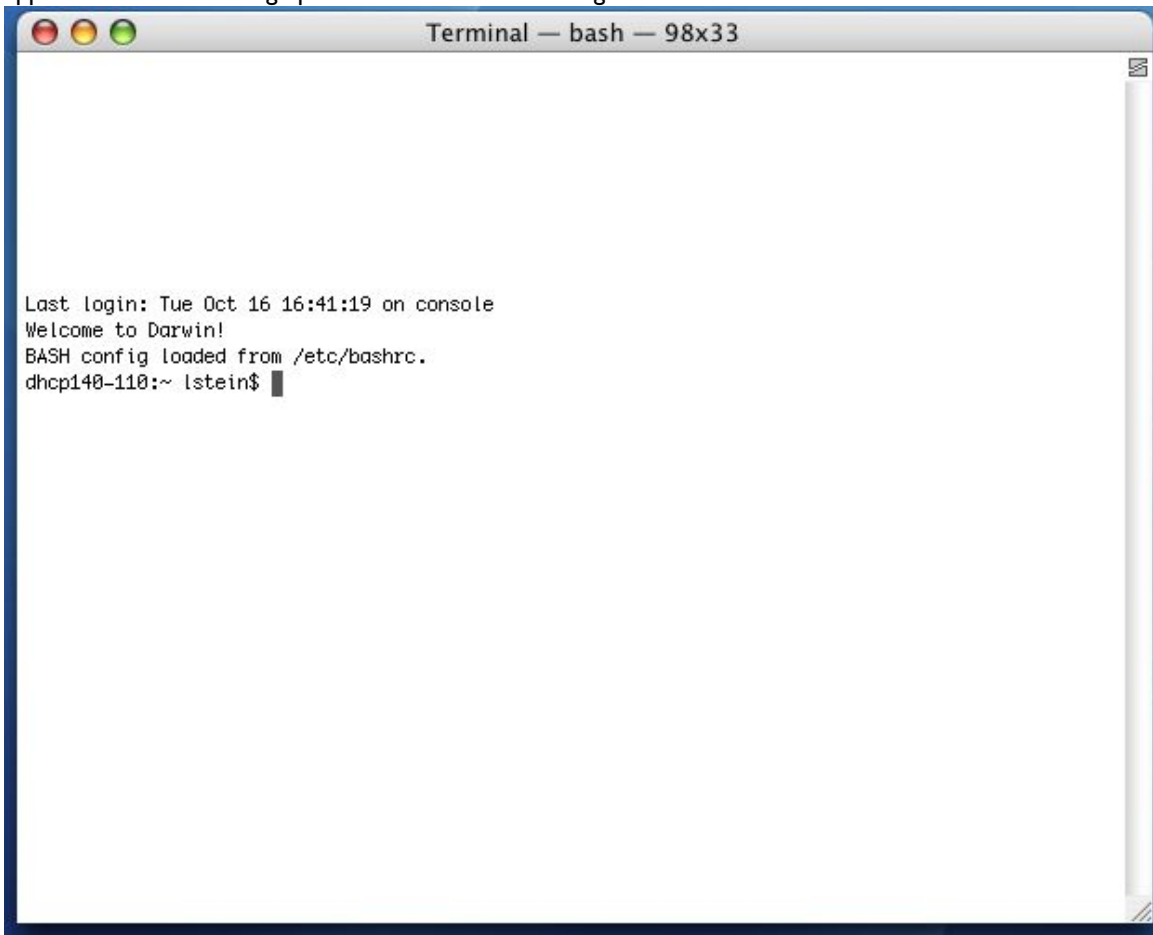 Terminal — bash — 98x33
Last login: Tue Oct 16 16:41:19 on console
Welcome to Darwin!
BASH config loaded from /etc/bashrc.
dhcp140-110:~ lstein$